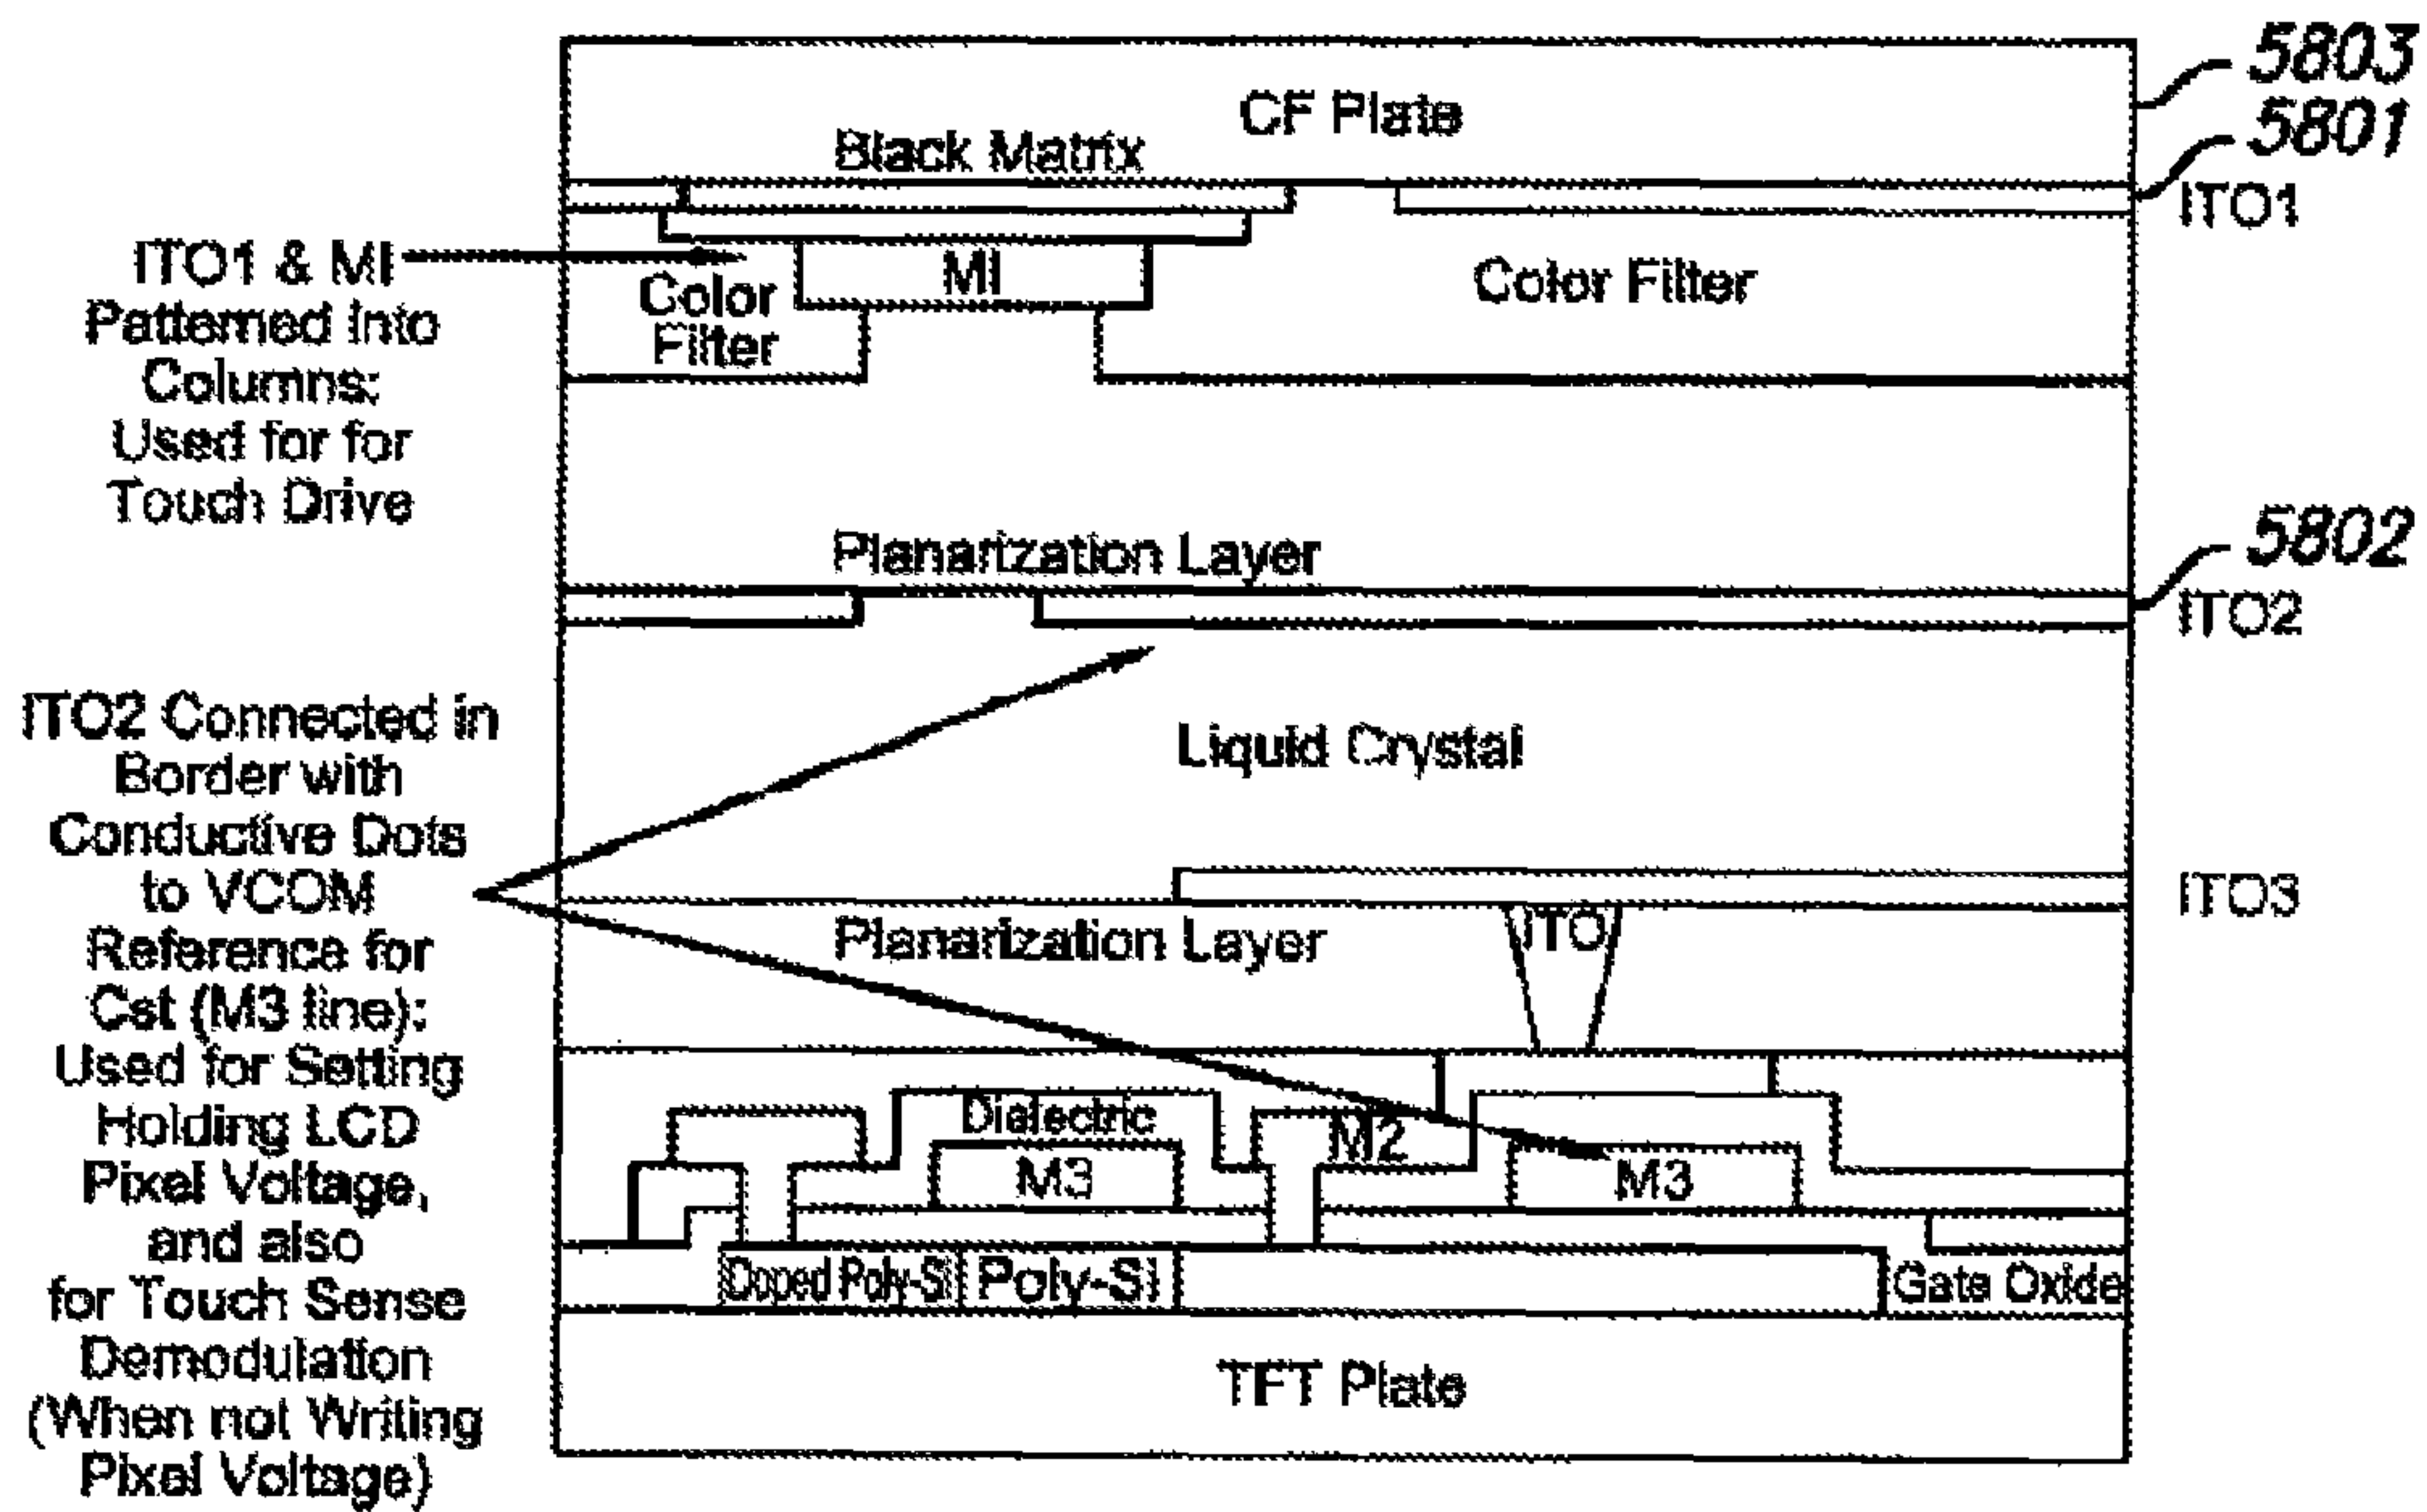 5803
CF Plate
5801
Black Matrix
ITO1
ITO1 & MI
Patterned Into
Columns:
Used for for
Touch Drive
MI
Color
Filter
Color Filter
5802
Planarization Layer
ITO2
ITO2 Connected in
Border with
Conductive Dots
to VCOM
Reference for
Cst (M3 line):
Used for Setting
Holding LCD
Pixel Voltage,
and also
for Touch Sense
Demodulation
(When not Writing
Pixel Voltage)
Liquid Crystal
ITO3
Planarization Layer
ITO
Dielectric
M2
M3
M3
Doped Poly-Si
Poly-Si
Gate Oxide
TFT Plate